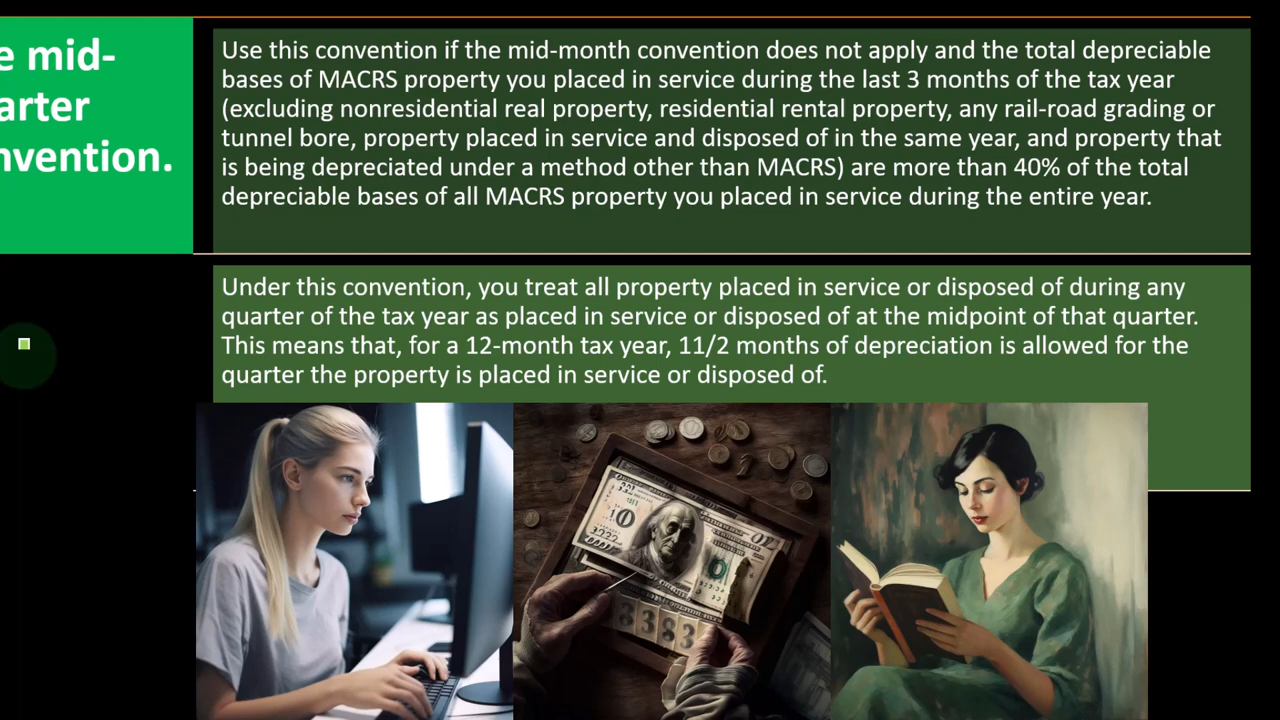 e mid-
arter
nvention.
Use this convention if the mid-month convention does not apply and the total depreciable
bases of MACRS property you placed in service during the last 3 months of the tax year
(excluding nonresidential real property, residential rental property, any rail-road grading or
tunnel bore, property placed in service and disposed of in the same year, and property that
is being depreciated under a method other than MACRS) are more than 40% of the total
depreciable bases of all MACRS property you placed in service during the entire year.
Under this convention, you treat all property placed in service or disposed of during any
quarter of the tax year as placed in service or disposed of at the midpoint of that quarter.
This means that, for a 12-month tax year, 11/2 months of depreciation is allowed for the
quarter the property is placed in service or disposed of.